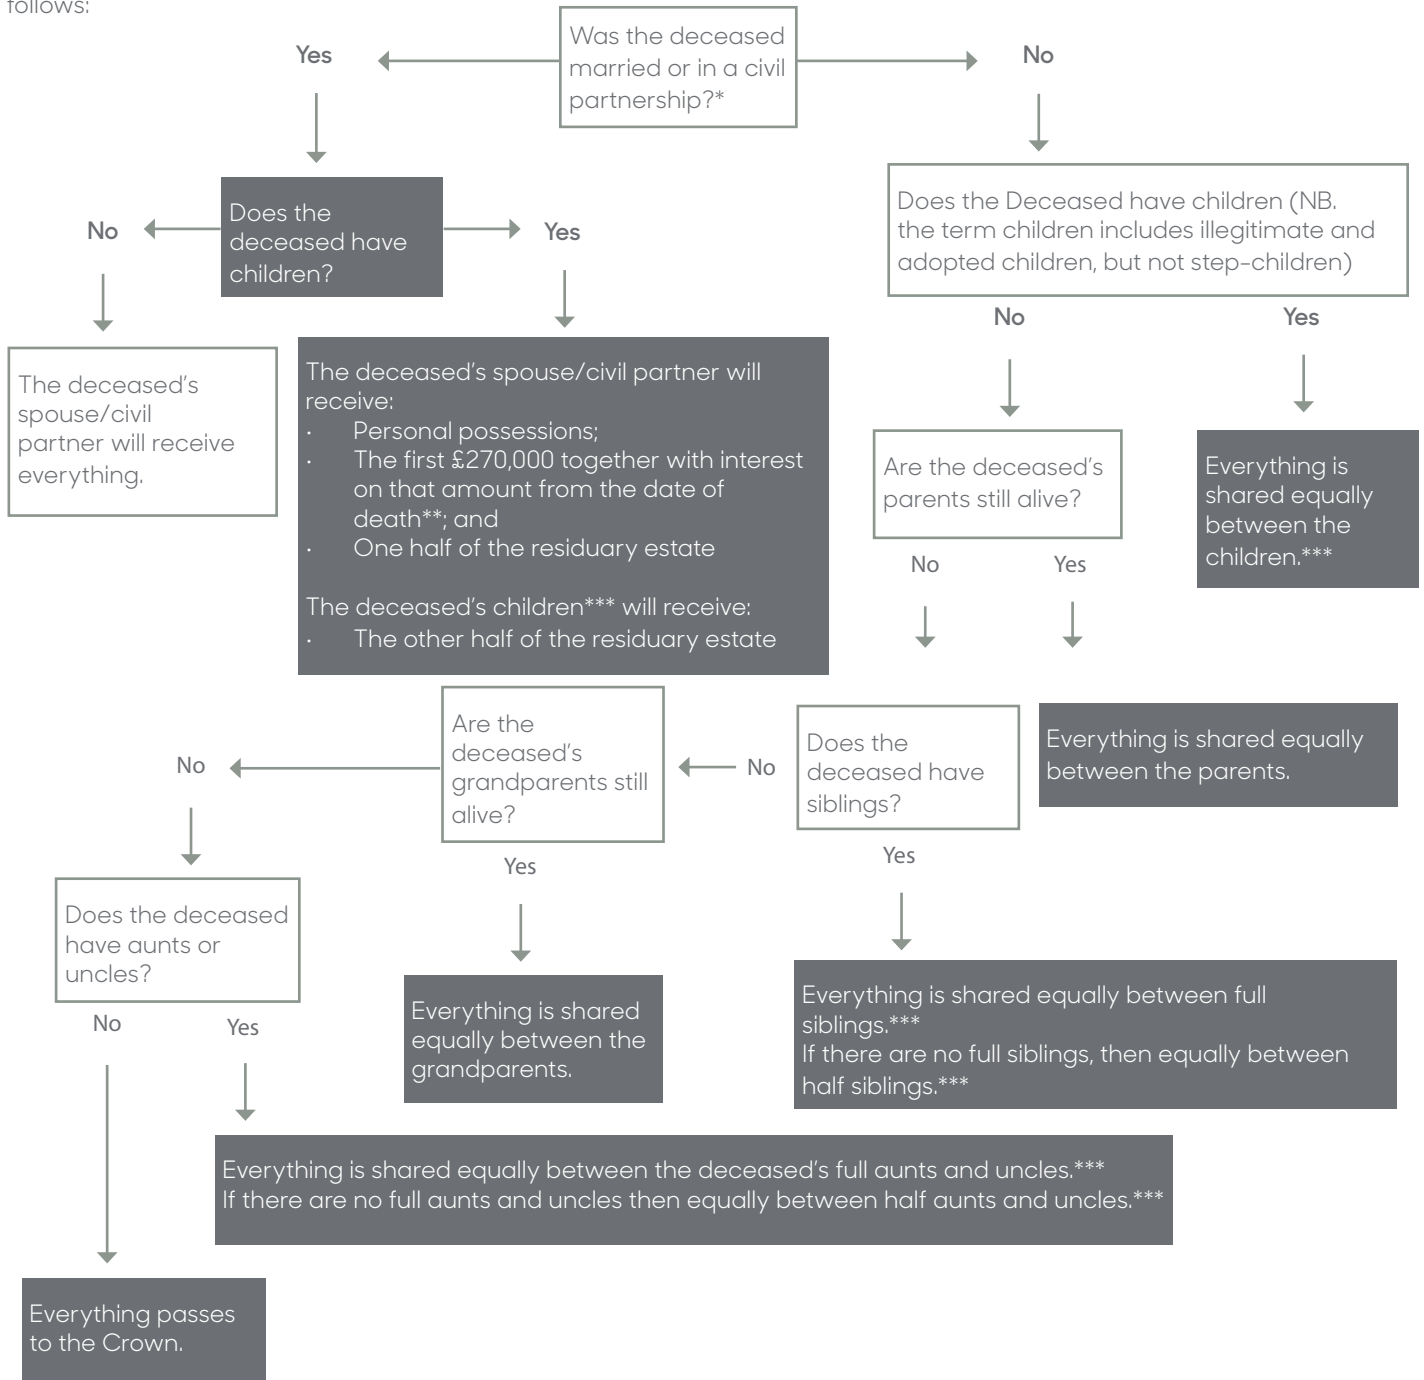 follows:
Was the deceased
married or in a civil
partnership?*
Yes
No
Does the
deceased have
children?
No
Yes
Does the Deceased have children (NB.
the term children includes illegitimate and
adopted children, but not step-children)
No
Yes
The deceased's
spouse/civil
partner will receive
everything.
The deceased's spouse/civil partner will
receive:
· Personal possessions;
· The first £270,000 together with interest
on that amount from the date of
death**; and
· One half of the residuary estate
The deceased's children*** will receive:
· The other half of the residuary estate
Are the deceased's
parents still alive?
Everything is
shared equally
between the
children.***
No
Yes
Are the
deceased's
grandparents still
alive?
Does the
deceased have
siblings?
Everything is shared equally
between the parents.
No
No
Yes
Yes
Does the deceased
have aunts or
uncles?
Everything is shared
equally between the
grandparents.
Everything is shared equally between full
siblings.***
If there are no full siblings, then equally between
half siblings.***
No
Yes
Everything is shared equally between the deceased's full aunts and uncles.***
If there are no full aunts and uncles then equally between half aunts and uncles.***
Everything passes
to the Crown.